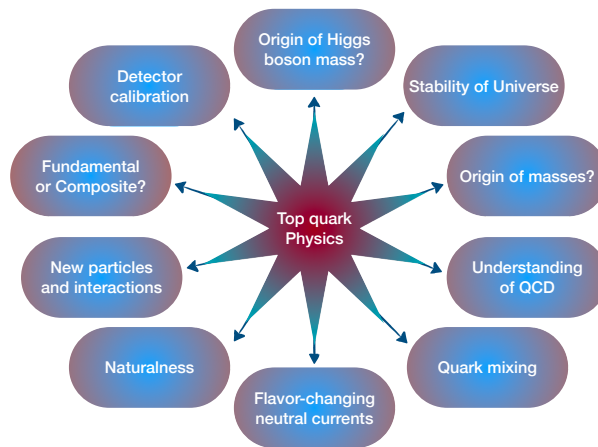 Origin of Higgs
boson mass?
Detector
calibration
Stability of Universe
Fundamental
or Composite?
Origin of masses?
Top quark
Physics
New particles
and interactions
Understanding
of QCD
Naturalness
Quark mixing
Flavor-changing
neutral currents